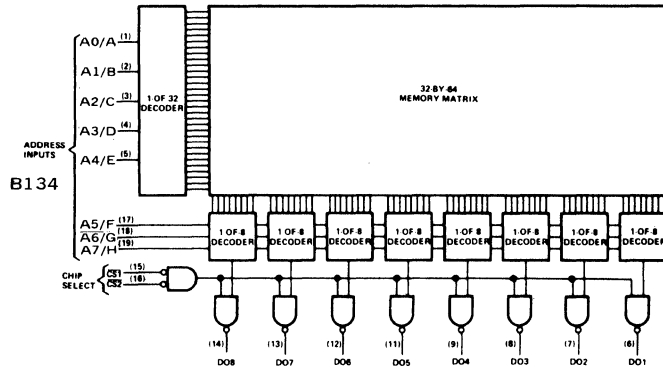 A0/A (1)
A1/B (2)
A2/C (3)
A3/D (4)
A4/E (5)
ADDRESS
INPUTS
B134
1-OF 32
DECODER
32-BY-64
MEMORY MATRIX
A5/F (17)
A6/G (18)
A7/H (19)
1-OF-8
DECODER
1-OF-8
DECODER
1-OF-8
DECODER
1-OF-8
DECODER
1-OF-8
DECODER
1-OF-8
DECODER
1-OF-8
DECODER
1-OF-8
DECODER
CHIP
SELECT
CS1 (15)
CS2 (16)
(14) (13) (12) (11) (9) (8) (7) (6)
DO8 DO7 DO6 DO5 DO4 DO3 DO2 DO1